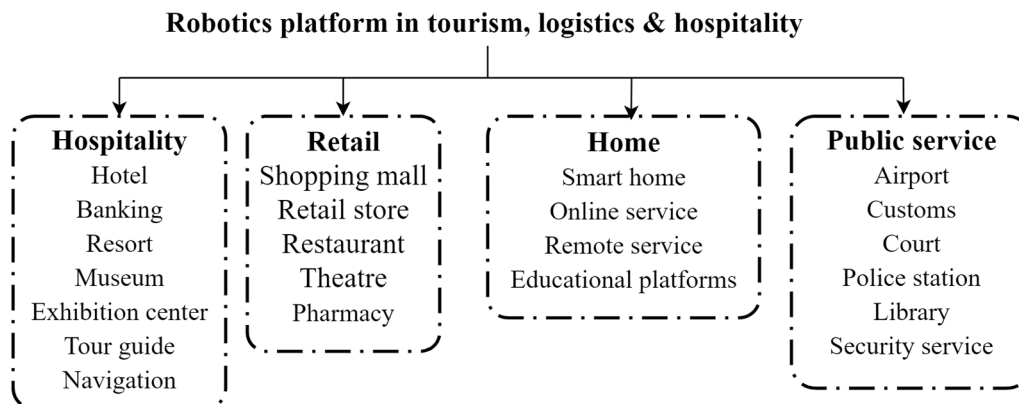 Robotics platform in tourism, logistics & hospitality
Hospitality
Hotel
Banking
Resort
Museum
Exhibition center
Tour guide
Navigation
Retail
Shopping mall
Retail store
Restaurant
Theatre
Pharmacy
Home
Smart home
Online service
Remote service
Educational platforms
Public service
Airport
Customs
Court
Police station
Library
Security service